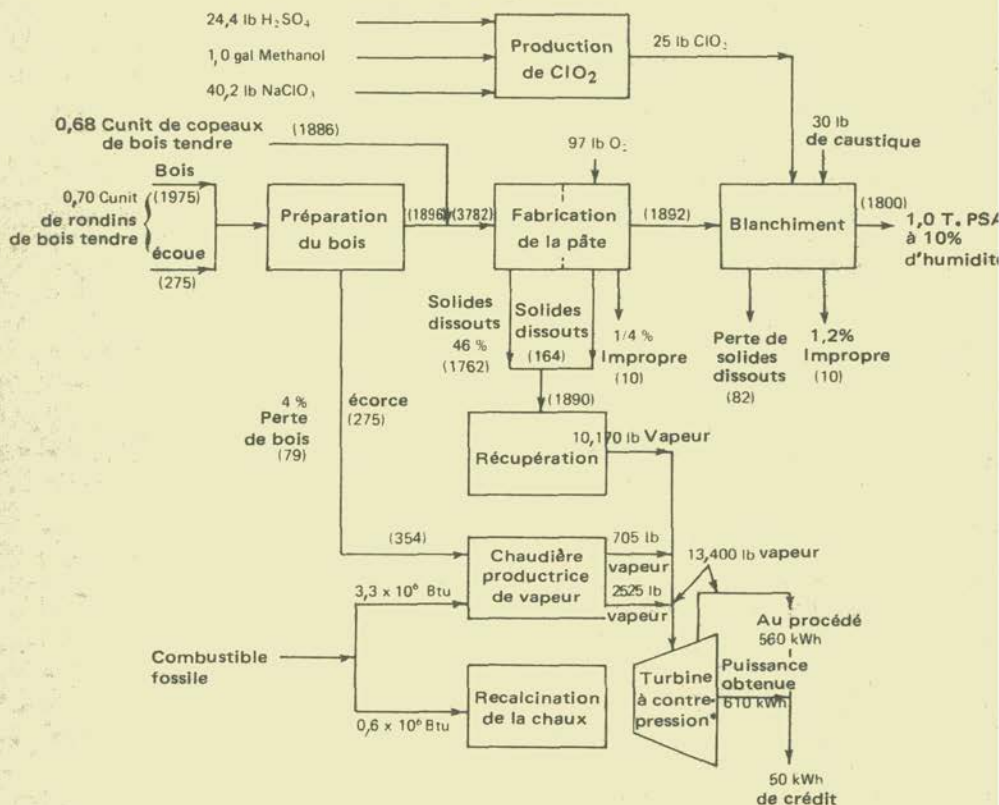 24,4 lb H₂SO₄
1,0 gal Methanol
40,2 lb NaClO₃
Production
de ClO2
25 lb ClO₂
0,68 Cunit de copeaux
de bois tendre
(1886)
97 lb O₂
30 lb
de caustique
Bois
(1975)
0,70 Cunit
de rondins
de bois tendre
écoue
(275)
Préparation
du bois
(1896)
(3782)
Fabrication
de la pâte
(1892)
Blanchiment
(1800)
1,0 T. PSA
à 10%
d'humidité
Solides
dissouts
46 %
(1762)
Solides
dissouts
(164)
1/4 %
Impropre
(10)
Perte de
solides
dissouts
(82)
1,2%
Impropre
(10)
4 %
Perte
de bois
(79)
écorce
(275)
(1890)
Récupération
10,170 lb Vapeur
(354)
Chaudière
productrice
de vapeur
705 lb
vapeur
2525 lb
vapeur
13,400 lb vapeur
3,3 x 10⁶ Btu
Combustible
fossile
0,6 x 10⁶ Btu
Recalcination
de la chaux
Turbine
à contre-
pression*
Au procédé
560 kWh
Puissance
obtenue
610 kWh
50 kWh
de crédit